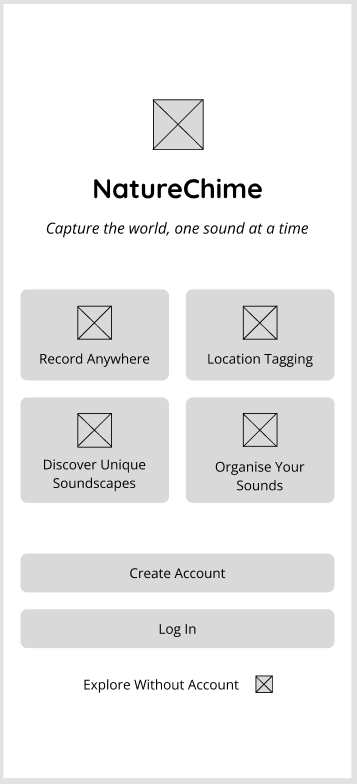 NatureChime
Capture the world, one sound at a time
Record Anywhere
Location Tagging
Discover Unique
Soundscapes
Organise Your
Sounds
Create Account
Log In
Explore Without Account